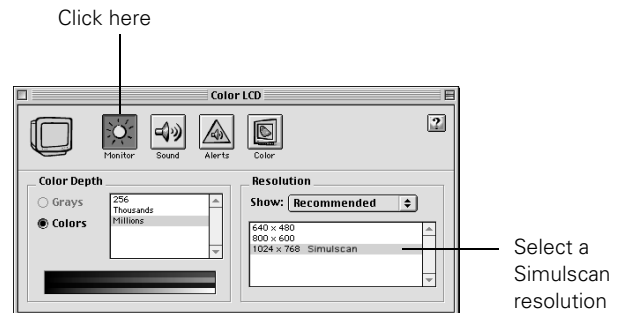 Click here
Color LCD
Monitor
Sound
Alerts
Color
?
Color Depth
Grays
Colors
256
Thousands
Millions
Resolution
Show: Recommended
640 x 480
800 x 600
1024 x 768 Simulscan
Select a
Simulscan
resolution